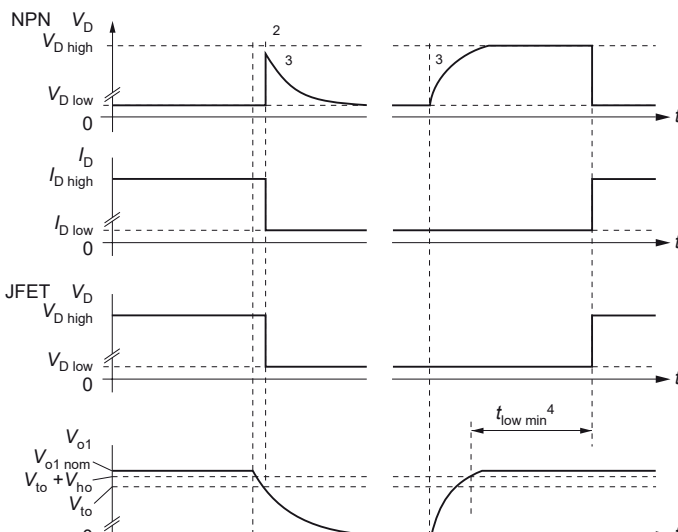 NPN V_D
V_D high
2
3
3
V_D low
0
t
I_D
I_D high
I_D low
0
t
JFET V_D
V_D high
V_D low
0
t
t_low min^4
V_o1
V_o1 nom
V_to + V_ho
V_to